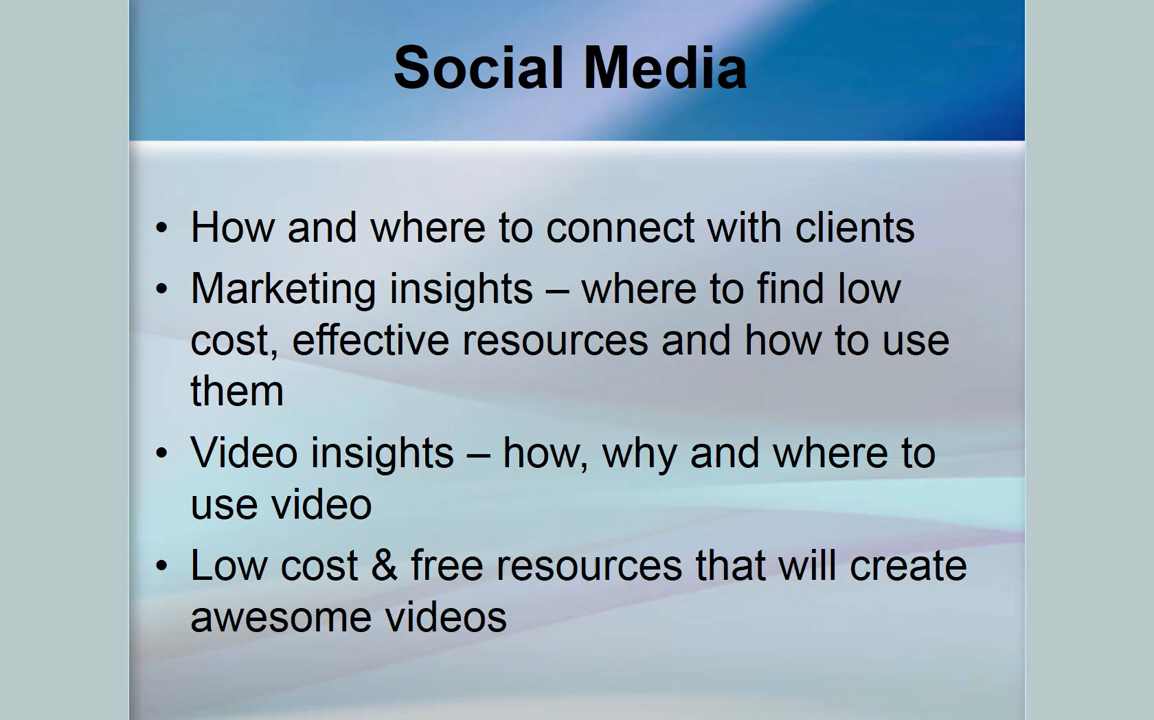 Social Media
• How and where to connect with clients
• Marketing insights – where to find low
cost, effective resources and how to use
them
• Video insights – how, why and where to
use video
• Low cost & free resources that will create
awesome videos